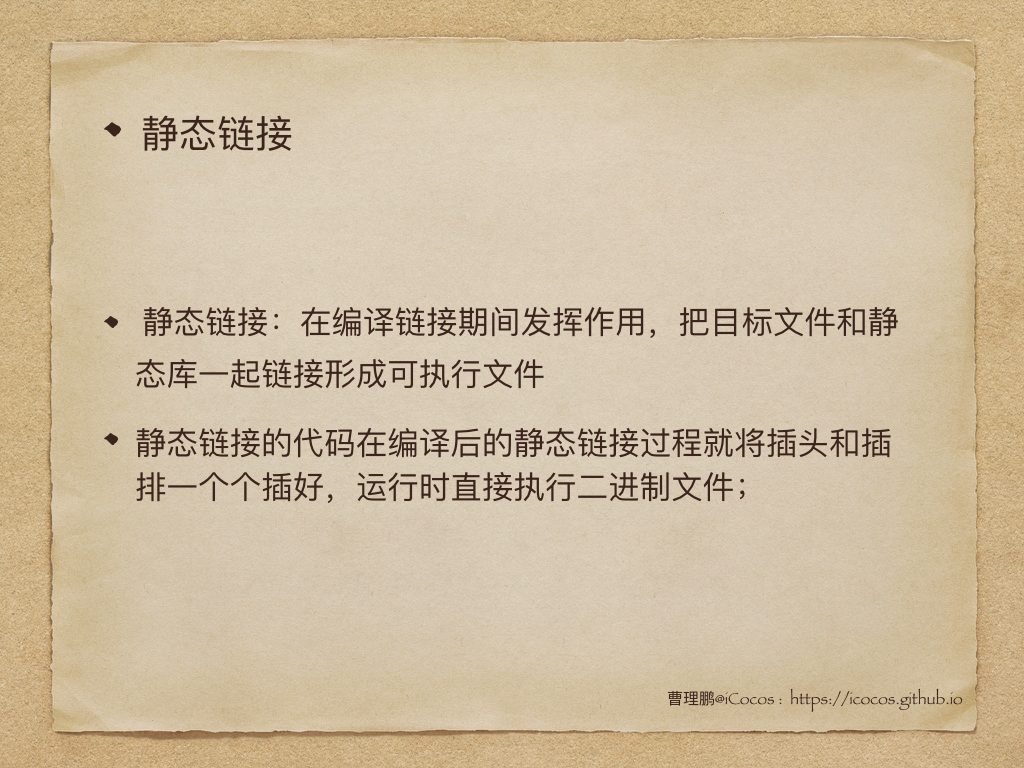 静态链接
静态链接：在编译链接期间发挥作用，把目标文件和静
态库一起链接形成可执行文件
静态链接的代码在编译后的静态链接过程就将插头和插
排一个个插好，运行时直接执行二进制文件；
曹理鹏@iCocos : https://icocos.github.io